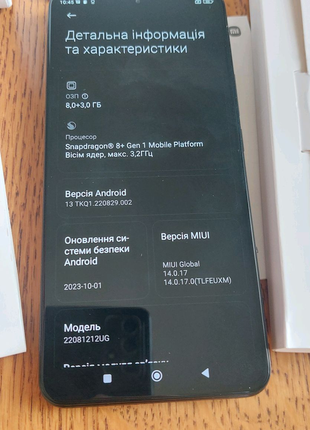 10:45
Детальна інформація
та характеристики
ОЗП
8,0+3,0 ГБ
Процесор
Snapdragon® 8+ Gen 1 Mobile Platform
Вісім ядер, макс. 3,2ГГц
Версія Android
13 TKQ1.220829.002
Оновлення си-
стеми безпеки
Android
2023-10-01
Версія MIUI
MIUI Global
14.0.17
14.0.17.0(TLFEUXM)
Модель
22081212UG